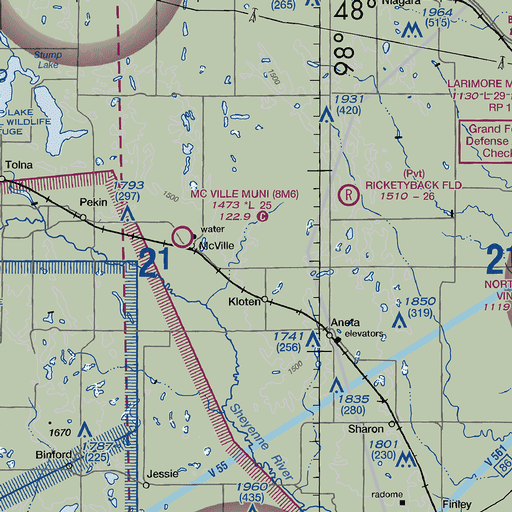 (265)
48°
Niagara
1964
(515)
98°
Stump
Lake
1500
LARIMORE M
1130 *L 29
RP 1
1931
(420)
LAKE
WILDLIFE
FUGE
Grand Fo
Defense
Check
Tolna
1793
(297)
1500
MC VILLE MUNI (8M6)
1473 *L 25
122.9 C
(Pvt)
RICKETYBACK FLD
1510 - 26
R
Pekin
water
McVille
21
21
NORT
VIN
1119
Kloten
1850
(319)
Aneta
elevators
1741
(256)
1500
1835
(280)
Sheyenne
River
Sharon
1670
1787
(225)
Binford
V 55
1801
(230)
V 561
86
Jessie
1960
(435)
radome
Finley